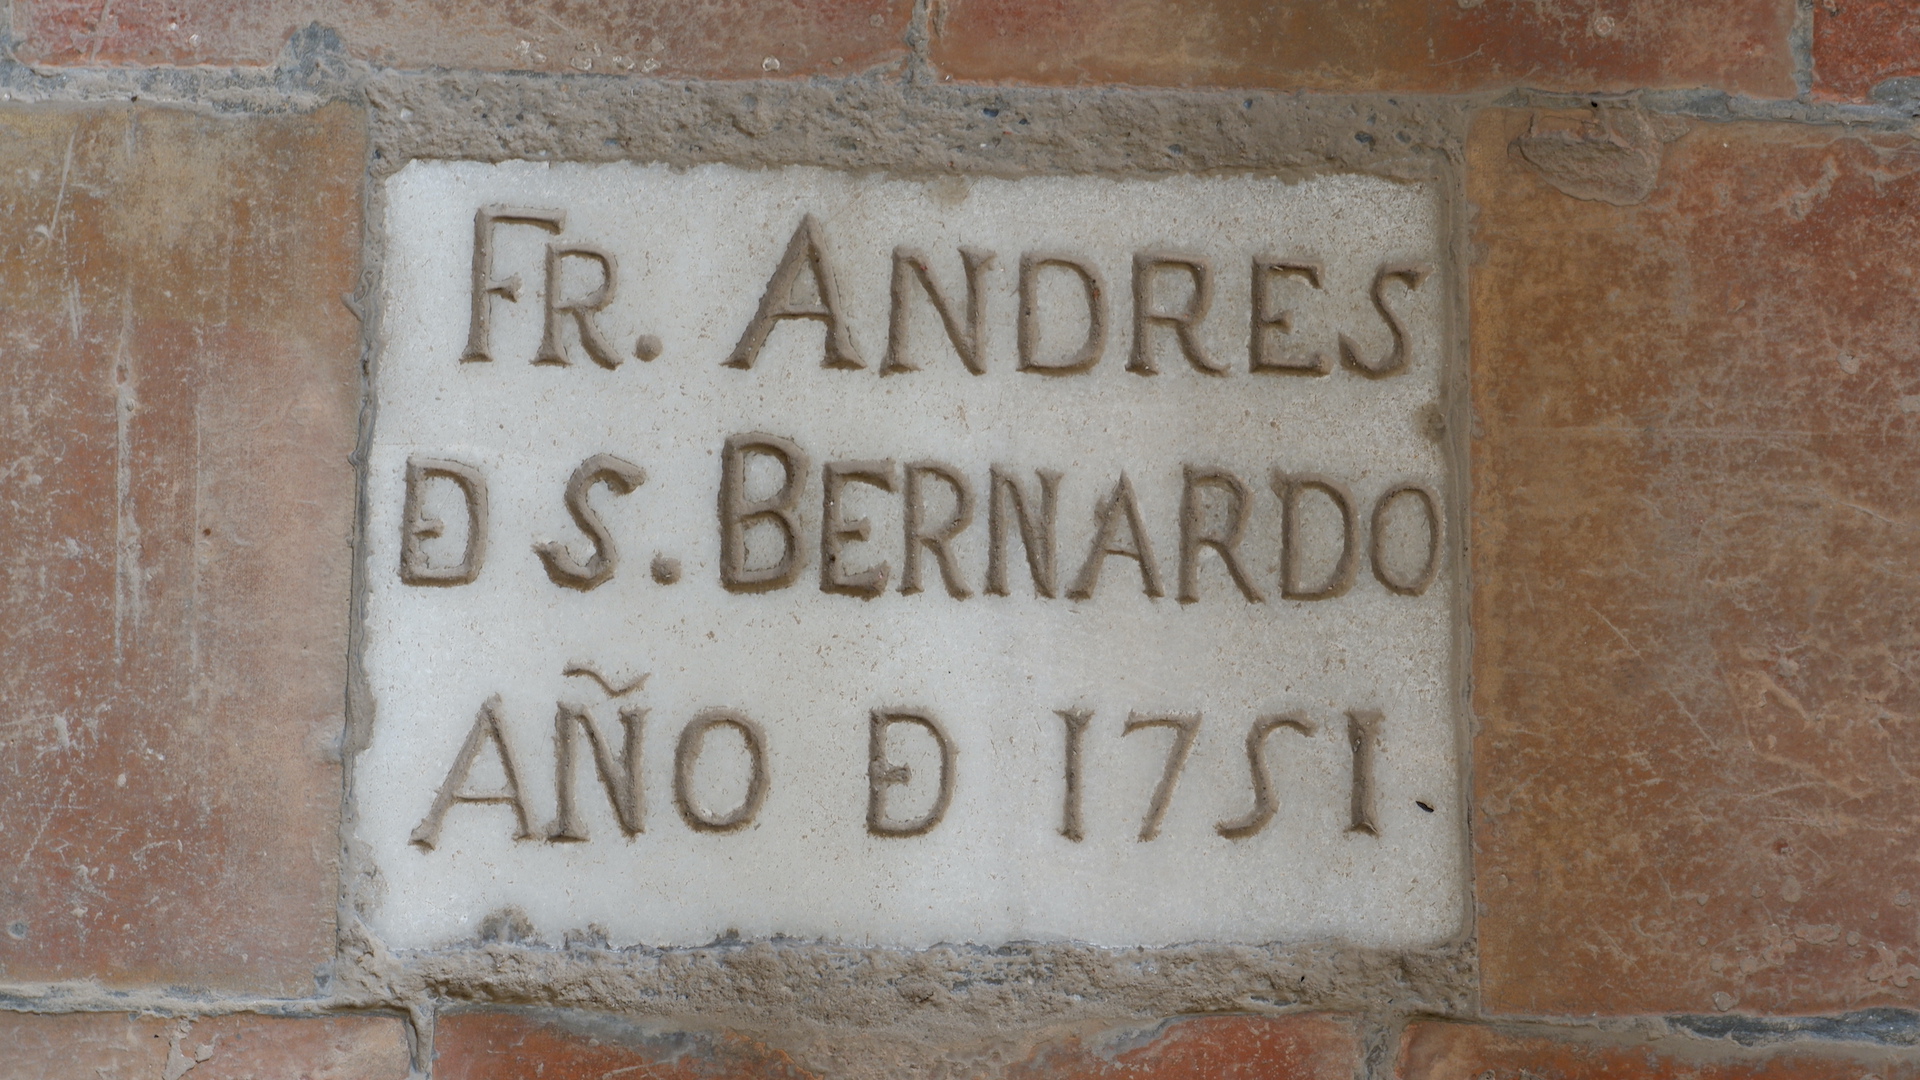 FR. ANDRES
Đ S. BERNARDO
AÑO Đ 1751